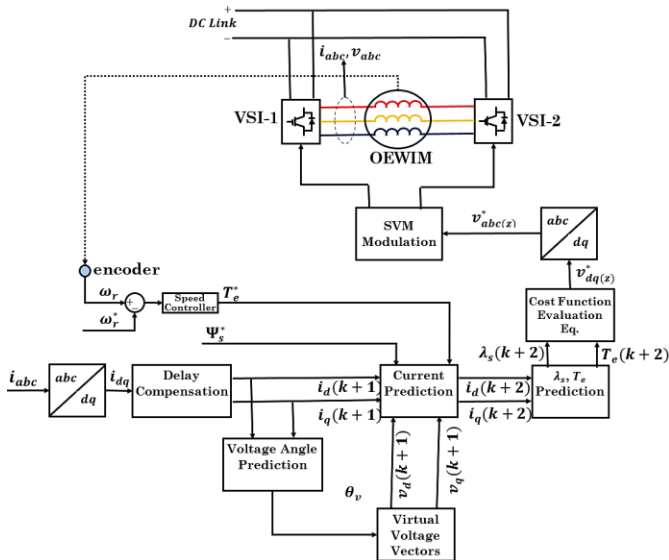 +
DC Link
−
i_abc, v_abc
VSI-1
VSI-2
OEWIM
SVM
Modulation
v*_abc(z)
abc
dq
v*_dq(z)
encoder
ω_r
+
−
Speed
Controller
T*_e
ω*_r
Cost Function
Evaluation
Eq.
Ψ*_s
λ_s(k+2)
T_e(k+2)
i_abc
abc
dq
i_dq
Delay
Compensation
i_d(k+1)
i_q(k+1)
Current
Prediction
i_d(k+2)
i_q(k+2)
λ_s, T_e
Prediction
Voltage Angle
Prediction
v_d(k+1)
v_q(k+1)
θ_v
Virtual
Voltage
Vectors